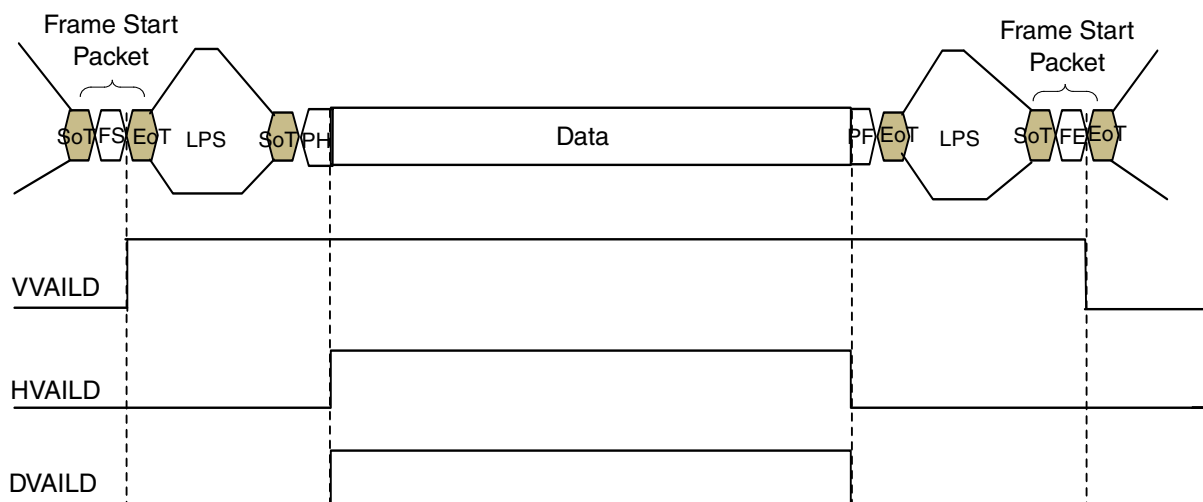 Frame Start
Packet
Frame Start
Packet
SoT FS EoT LPS SoT PH Data PF EoT LPS SoT FE EoT
VVAILD
HVAILD
DVAILD